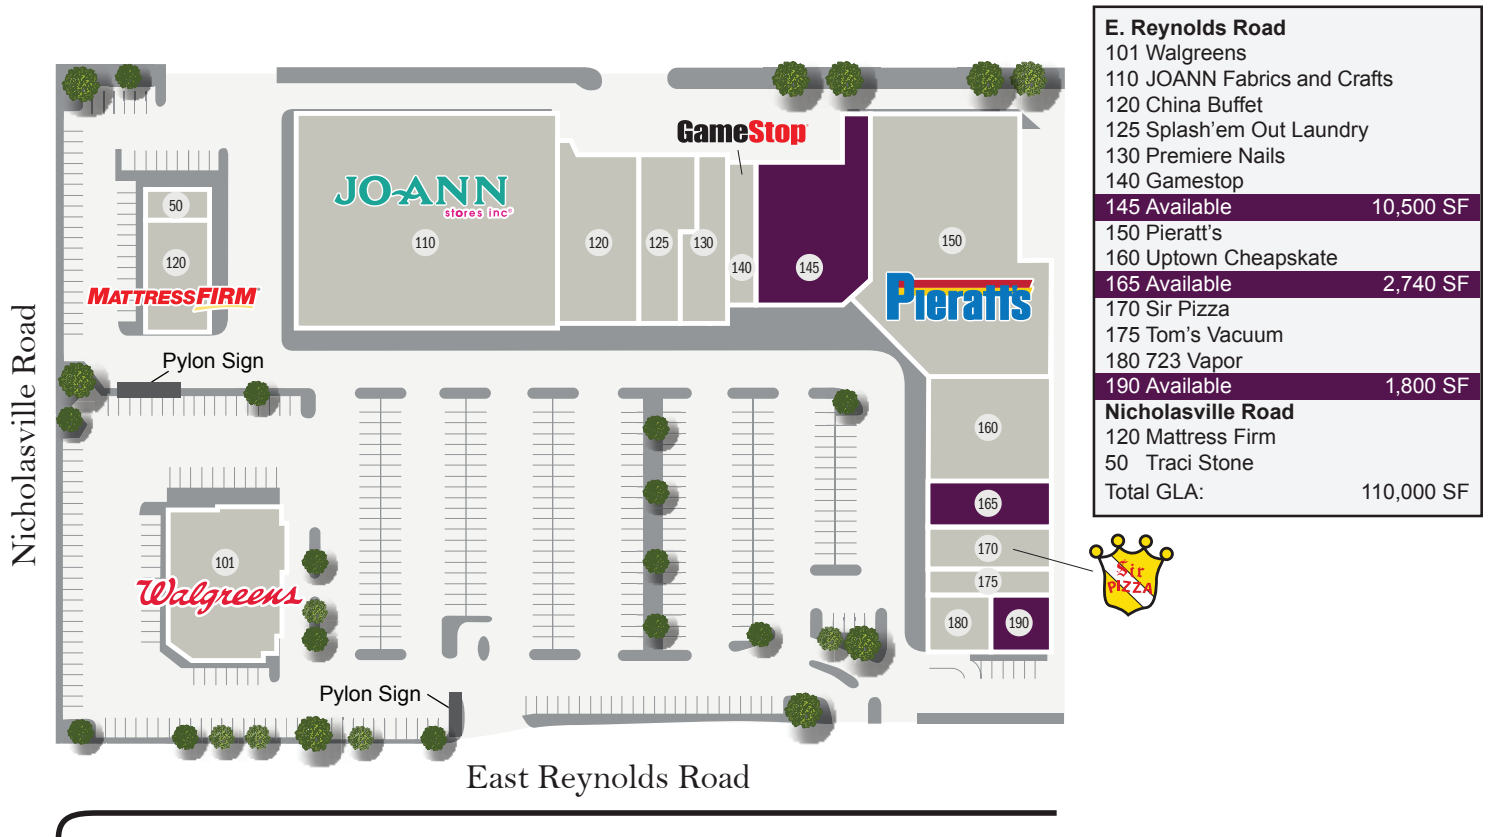 E. Reynolds Road
101 Walgreens
110 JOANN Fabrics and Crafts
120 China Buffet
125 Splash'em Out Laundry
130 Premiere Nails
140 Gamestop
145 Available 10,500 SF
150 Pieratt's
160 Uptown Cheapskate
165 Available 2,740 SF
170 Sir Pizza
175 Tom's Vacuum
180 723 Vapor
190 Available 1,800 SF
Nicholasville Road
120 Mattress Firm
50 Traci Stone
Total GLA: 110,000 SF
GameStop
JO-ANN
stores inc®
50
120
MATTRESSFIRM
110
120
125
130
140
145
150
Pieratt's
Nicholasville Road
Pylon Sign
160
165
170
175
180
190
Sir
PIZZA
101
Walgreens
Pylon Sign
East Reynolds Road